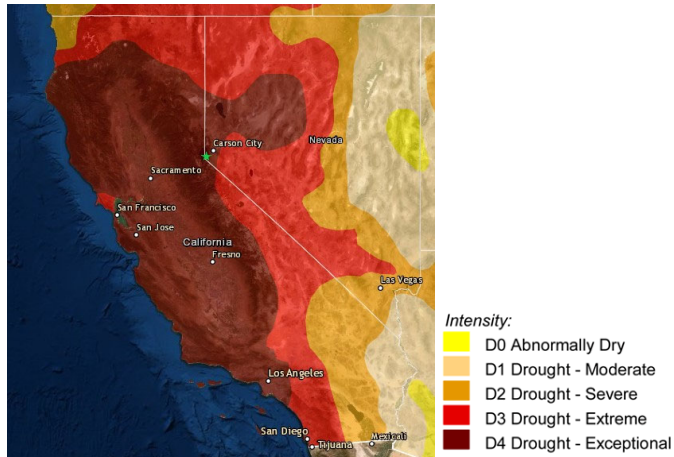 Carson City
Nevada
Sacramento
San Francisco
San Jose
California
Fresno
Las Vegas
Los Angeles
San Diego
Tijuana
Mexicali
Intensity:
D0 Abnormally Dry
D1 Drought - Moderate
D2 Drought - Severe
D3 Drought - Extreme
D4 Drought - Exceptional